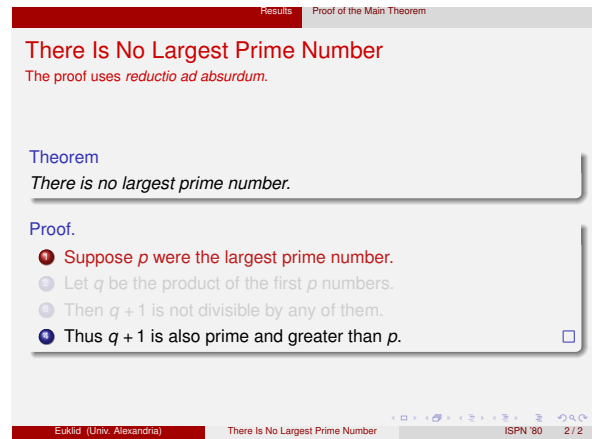 Results Proof of the Main Theorem
There Is No Largest Prime Number
The proof uses reductio ad absurdum.
Theorem
There is no largest prime number.
Proof.
1 Suppose p were the largest prime number.
2 Let q be the product of the first p numbers.
3 Then q + 1 is not divisible by any of them.
4 Thus q + 1 is also prime and greater than p.
Euklid (Univ. Alexandria) There Is No Largest Prime Number ISPN '80 2 / 2